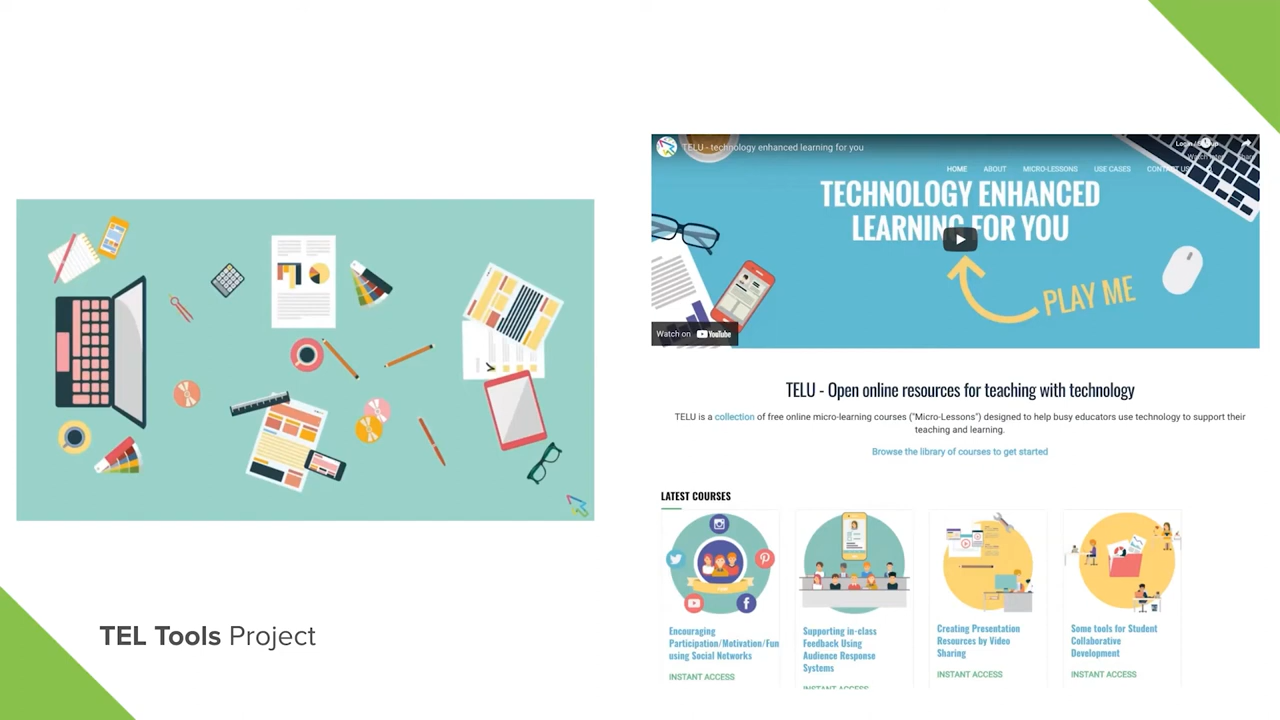 TELU - technology enhanced learning for you
Login /
HOME ABOUT MICRO-LESSONS USE CASES CONTACT US
TECHNOLOGY ENHANCED
LEARNING FOR YOU
PLAY ME
Watch on YouTube
TELU - Open online resources for teaching with technology
TELU is a collection of free online micro-learning courses ("Micro-Lessons") designed to help busy educators use technology to support their
teaching and learning.
Browse the library of courses to get started
LATEST COURSES
Encouraging
Participation/Motivation/Fun
using Social Networks
INSTANT ACCESS
Supporting in-class
Feedback Using
Audience Response
Systems
INSTANT ACCESS
Creating Presentation
Resources by Video
Sharing
INSTANT ACCESS
Some tools for Student
Collaborative
Development
INSTANT ACCESS
TEL Tools Project